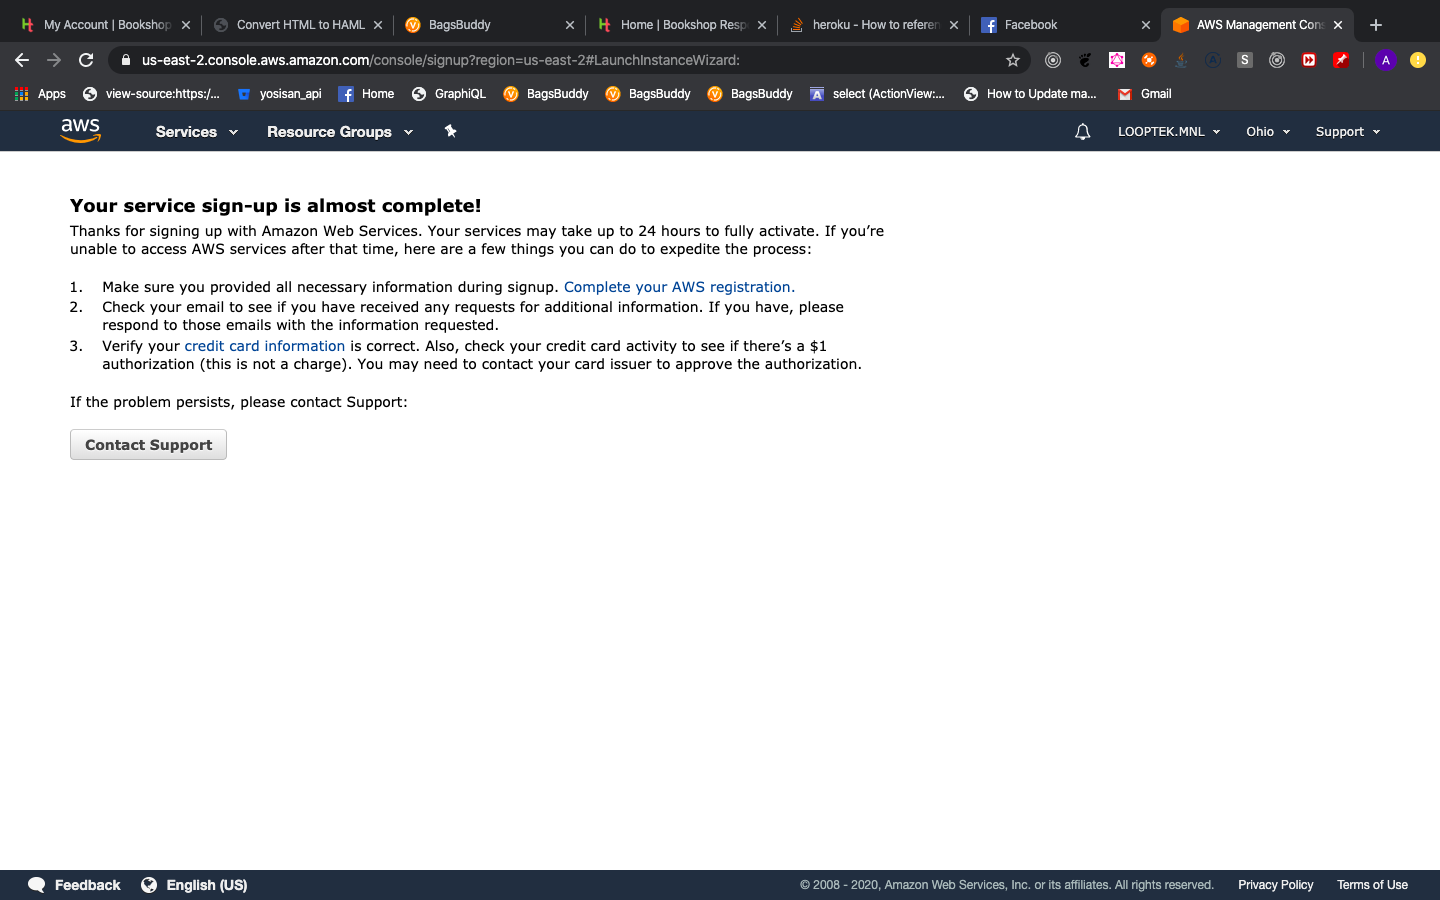 My Account | Bookshop
Convert HTML to HAML
BagsBuddy
Home | Bookshop Resp
heroku - How to referen
Facebook
AWS Management Cons
us-east-2.console.aws.amazon.com/console/signup?region=us-east-2#LaunchInstanceWizard:
A
Apps
view-source:https:/...
yosisan_api
Home
GraphiQL
BagsBuddy
BagsBuddy
BagsBuddy
select (ActionView:...
How to Update ma...
Gmail
aws
Services
Resource Groups
LOOPTEK.MNL
Ohio
Support
Your service sign-up is almost complete!
Thanks for signing up with Amazon Web Services. Your services may take up to 24 hours to fully activate. If you’re
unable to access AWS services after that time, here are a few things you can do to expedite the process:
1. Make sure you provided all necessary information during signup. Complete your AWS registration.
2. Check your email to see if you have received any requests for additional information. If you have, please
respond to those emails with the information requested.
3. Verify your credit card information is correct. Also, check your credit card activity to see if there’s a $1
authorization (this is not a charge). You may need to contact your card issuer to approve the authorization.
If the problem persists, please contact Support:
Contact Support
Feedback
English (US)
© 2008 - 2020, Amazon Web Services, Inc. or its affiliates. All rights reserved.
Privacy Policy
Terms of Use